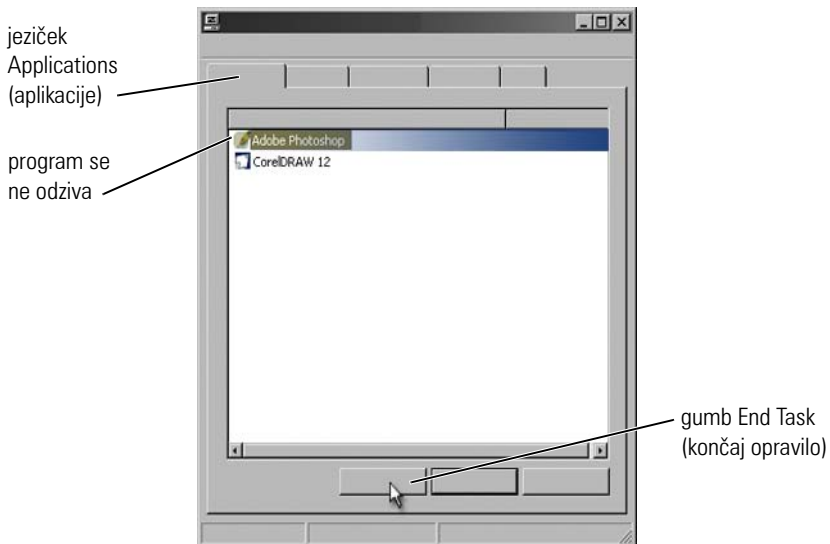 jeziček
Applications
(aplikacije)
program se
ne odziva
Adobe Photoshop
CorelDRAW 12
gumb End Task
(končaj opravilo)